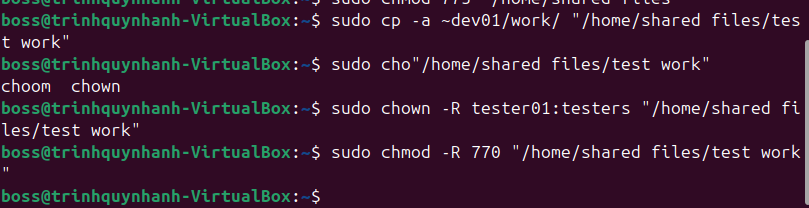 sudo chmod 775 "/home/shared files"
boss@trinhquynhanh-VirtualBox:~$ sudo cp -a ~dev01/work/ "/home/shared files/tes
t work"
boss@trinhquynhanh-VirtualBox:~$ sudo cho"/home/shared files/test work"
choom  chown
boss@trinhquynhanh-VirtualBox:~$ sudo chown -R tester01:testers "/home/shared fi
les/test work"
boss@trinhquynhanh-VirtualBox:~$ sudo chmod -R 770 "/home/shared files/test work
"
boss@trinhquynhanh-VirtualBox:~$